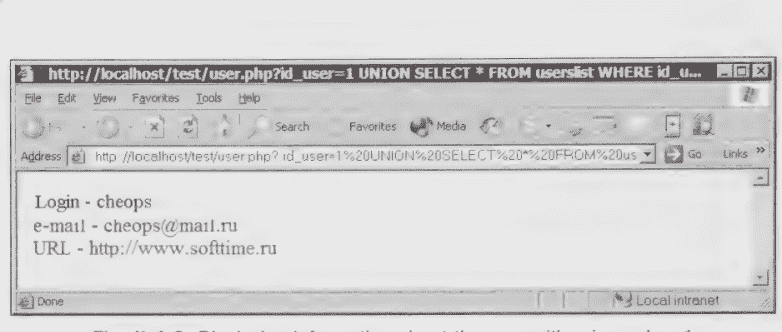 http://localhost/test/user.php?id_user=1 UNION SELECT * FROM userslist WHERE id_u...
File Edit View Favorites Tools Help
Search Favorites Media
Address http //localhost/test/user php? id_user=1%20UNION%20SELECT%20*%20FROM%20us Go Links »
Login - cheops
e-mail - cheops@mail.ru
URL - http://www.softtime.ru
Done Local intranet